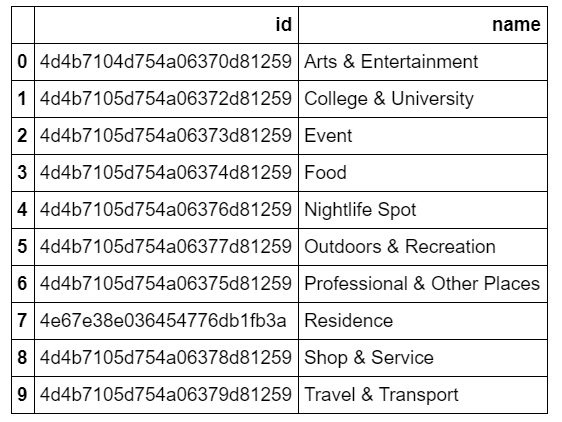 id name
0 4d4b7104d754a06370d81259 Arts & Entertainment
1 4d4b7105d754a06372d81259 College & University
2 4d4b7105d754a06373d81259 Event
3 4d4b7105d754a06374d81259 Food
4 4d4b7105d754a06376d81259 Nightlife Spot
5 4d4b7105d754a06377d81259 Outdoors & Recreation
6 4d4b7105d754a06375d81259 Professional & Other Places
7 4e67e38e036454776db1fb3a Residence
8 4d4b7105d754a06378d81259 Shop & Service
9 4d4b7105d754a06379d81259 Travel & Transport